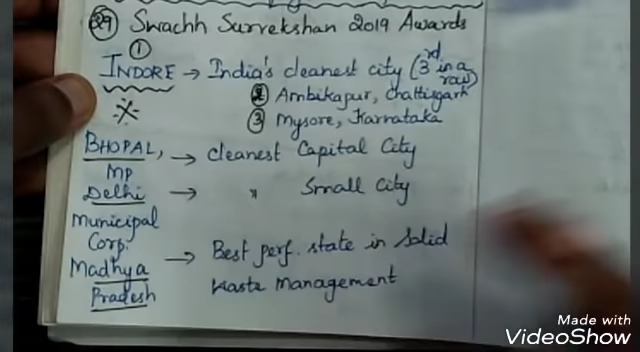 29 Swachh Survekshan 2019 Awards
①
INDORE → India's cleanest city (3rd in a row)
② Ambikapur, Chattisgarh
③ Mysore, Karnataka
BHOPAL, → Cleanest Capital City
MP
Delhi → " Small City
Municipal
Corp.
Madhya → Best perf. state in Solid
Pradesh Waste Management
Made with
VideoShow